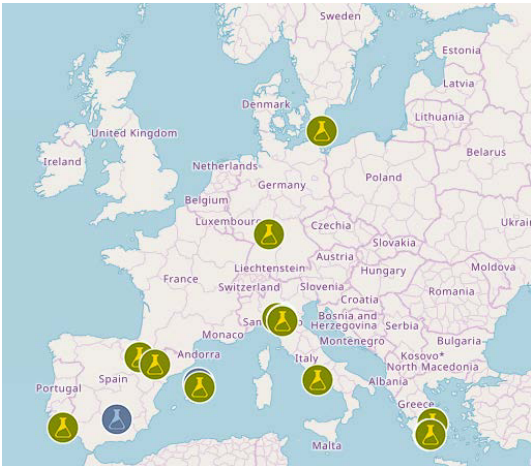 Sweden
Estonia
Latvia
Denmark
Lithuania
United Kingdom
Belarus
Ireland
Netherlands
Poland
Germany
Belgium
Luxembou
Czechia
Ukrai
Slovakia
Austria
Liechtenstein
Moldova
Hungary
France
Switzerland
Slovenia
Romania
Croatia
San
o
Bosnia and
Herzegovina
Serbia
Monaco
Montenegro
Bulgaria
Andorra
Italy
Kosovo*
North Macedonia
Spain
Albania
Portugal
Greece
Malta